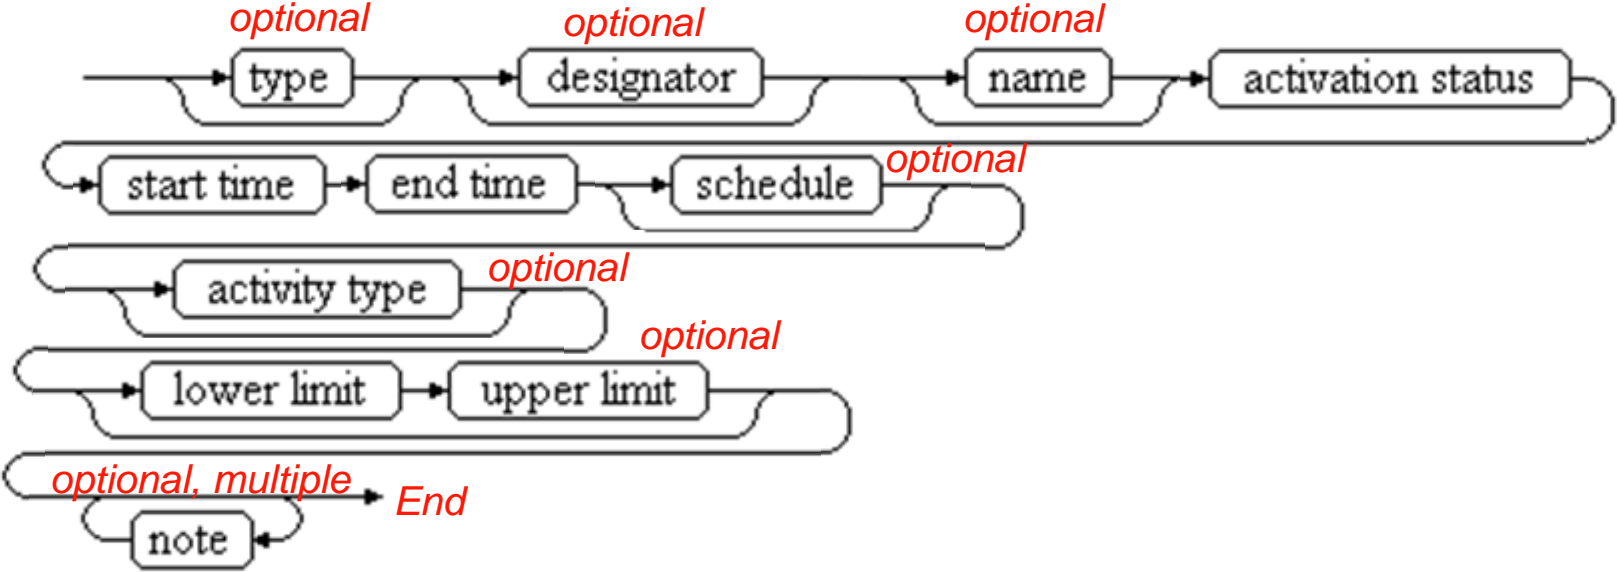 optional optional optional
type designator name activation status
optional
start time end time schedule
optional
activity type
optional
lower limit upper limit
optional, multiple
End
note